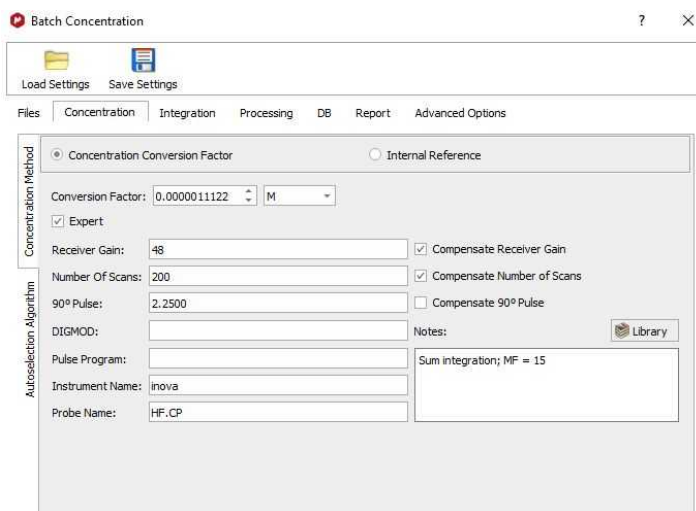 Batch Concentration ? ×
Load Settings Save Settings
Files Concentration Integration Processing DB Report Advanced Options
Concentration Method
Autoselection Algorithm
Concentration Conversion Factor Internal Reference
Conversion Factor: 0.0000011122 M
Expert
Receiver Gain: 48 Compensate Receiver Gain
Number Of Scans: 200 Compensate Number of Scans
90º Pulse: 2.2500 Compensate 90º Pulse
DIGMOD: Notes: Library
Pulse Program: Sum integration; MF = 15
Instrument Name: inova
Probe Name: HF.CP